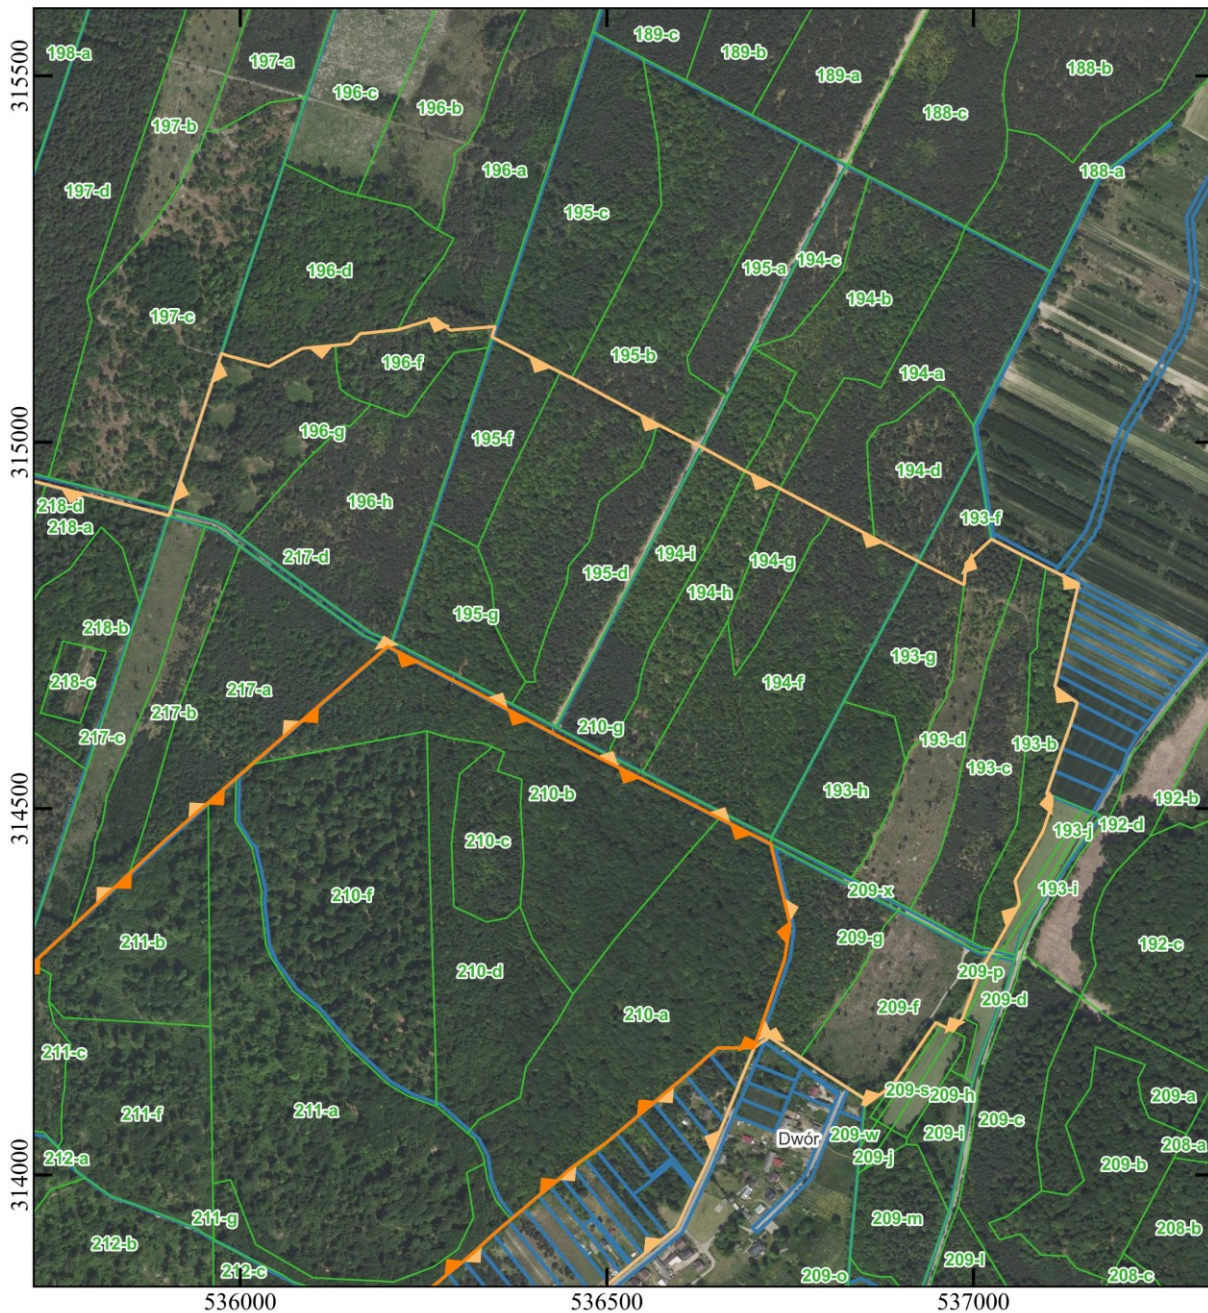 189-c
189-b
198-a
197-a
189-a
188-b
315500
196-c
196-b
188-c
197-b
196-a
188-a
197-d
195-c
194-c
195-a
196-d
194-b
197-c
195-b
196-f
194-a
196-g
195-f
315000
194-d
196-h
218-d
218-a
193-f
217-d
194-i
194-g
195-d
194-h
195-g
218-b
193-g
218-c
194-f
217-a
217-b
210-g
217-c
193-d
193-b
193-c
210-b
193-h
192-b
314500
192-d
193-j
210-c
210-f
209-x
193-i
209-g
211-b
192-c
210-d
209-p
209-d
210-a
209-f
211-c
209-s
209-h
209-a
211-f
211-a
209-c
Dwór
209-w
209-i
208-a
212-a
209-j
209-b
314000
211-g
209-m
208-b
212-b
209-l
212-c
209-o
208-c
536000
536500
537000